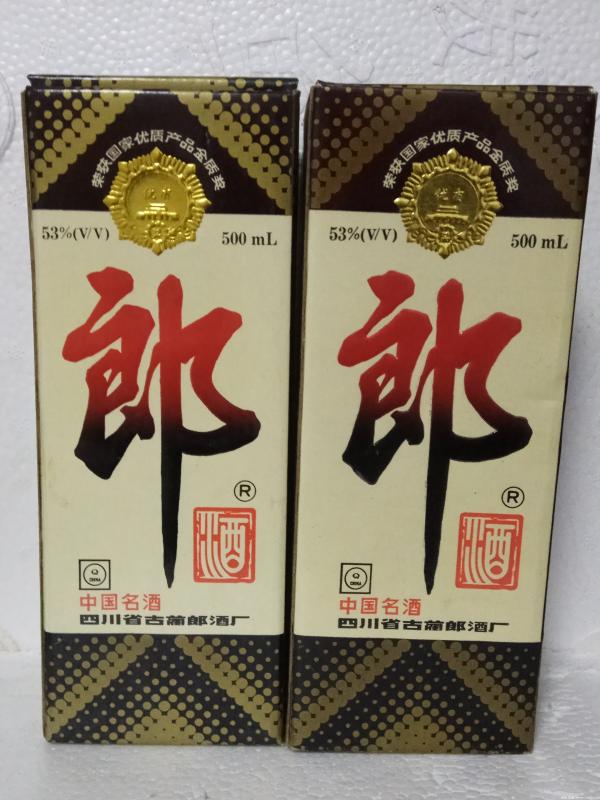 荣获国家优质产品金质奖
53%(V/V)
500 mL
郎
®
酒
Q
CHINA
中国名酒
四川省古蔺郎酒厂
荣获国家优质产品金质奖
53%(V/V)
500 mL
郎
®
酒
Q
CHINA
中国名酒
四川省古蔺郎酒厂